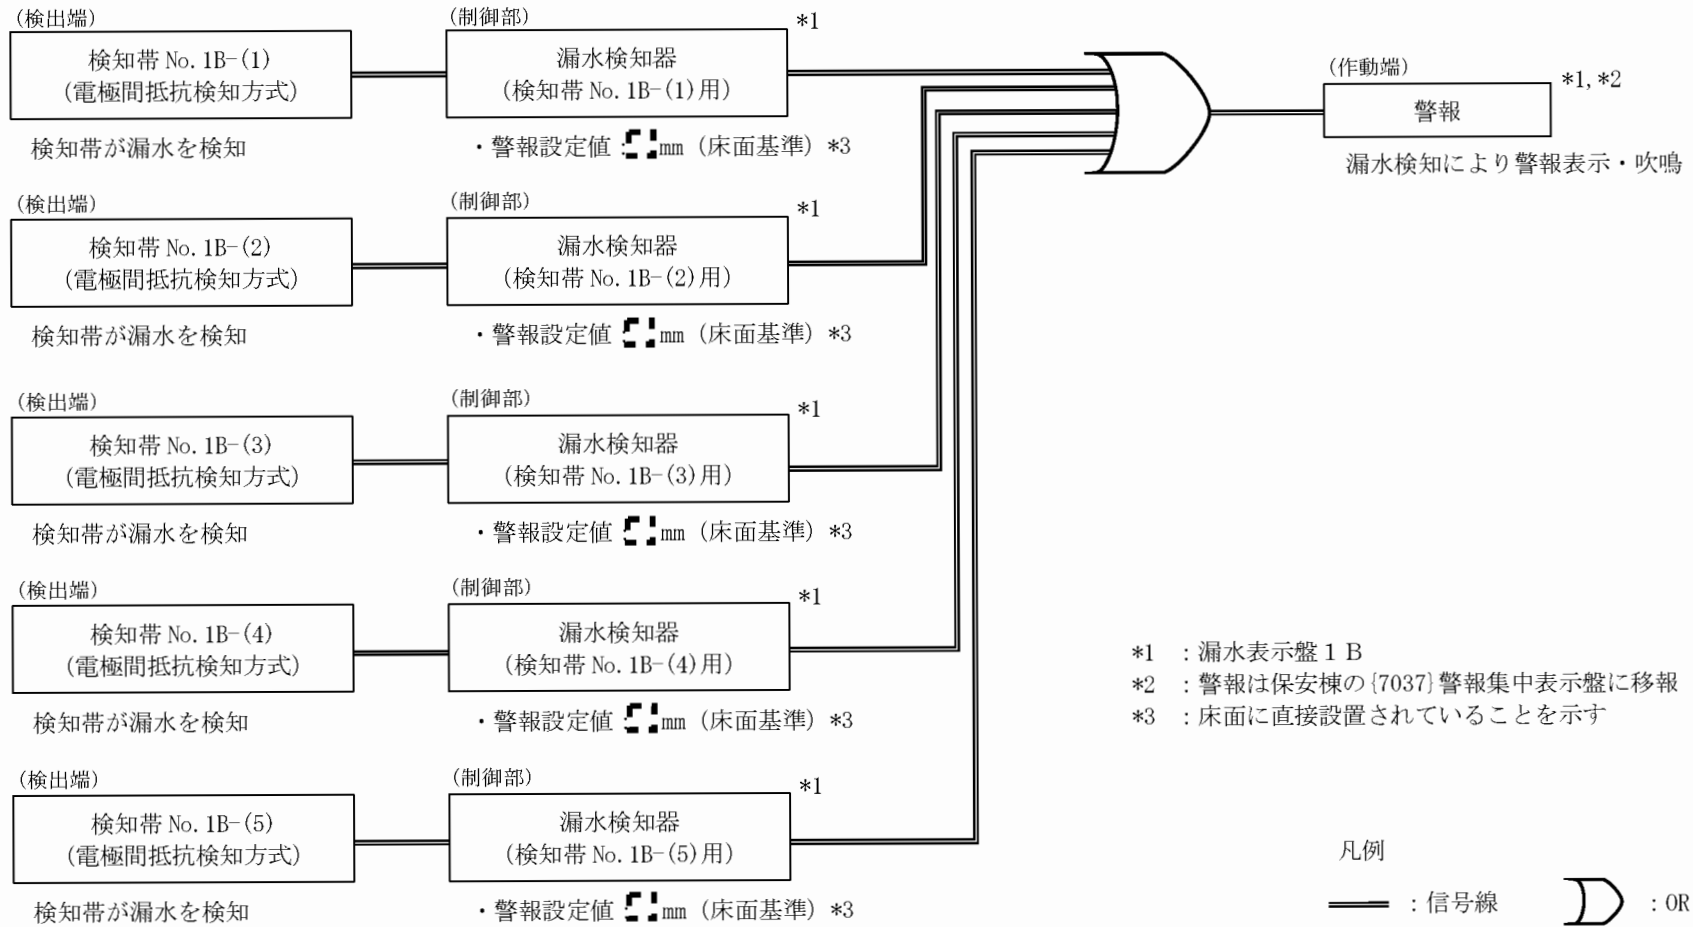 (検出端)
検知帯 No. 1B-(1)
(電極間抵抗検知方式)
検知帯が漏水を検知
(制御部)
*1
漏水検知器
(検知帯 No. 1B-(1)用)
・警報設定値 : mm (床面基準) *3
(検出端)
検知帯 No. 1B-(2)
(電極間抵抗検知方式)
検知帯が漏水を検知
(制御部)
*1
漏水検知器
(検知帯 No. 1B-(2)用)
・警報設定値 mm (床面基準) *3
(検出端)
検知帯 No. 1B-(3)
(電極間抵抗検知方式)
検知帯が漏水を検知
(制御部)
*1
漏水検知器
(検知帯 No. 1B-(3)用)
・警報設定値 mm (床面基準) *3
(検出端)
検知帯 No. 1B-(4)
(電極間抵抗検知方式)
検知帯が漏水を検知
(制御部)
*1
漏水検知器
(検知帯 No. 1B-(4)用)
・警報設定値 mm (床面基準) *3
(検出端)
検知帯 No. 1B-(5)
(電極間抵抗検知方式)
検知帯が漏水を検知
(制御部)
*1
漏水検知器
(検知帯 No. 1B-(5)用)
・警報設定値 mm (床面基準) *3
(作動端)
*1, *2
警報
漏水検知により警報表示・吹鳴
*1 : 漏水表示盤１Ｂ
*2 : 警報は保安棟の{7037}警報集中表示盤に移報
*3 : 床面に直接設置されていることを示す
凡例
: 信号線
: OR